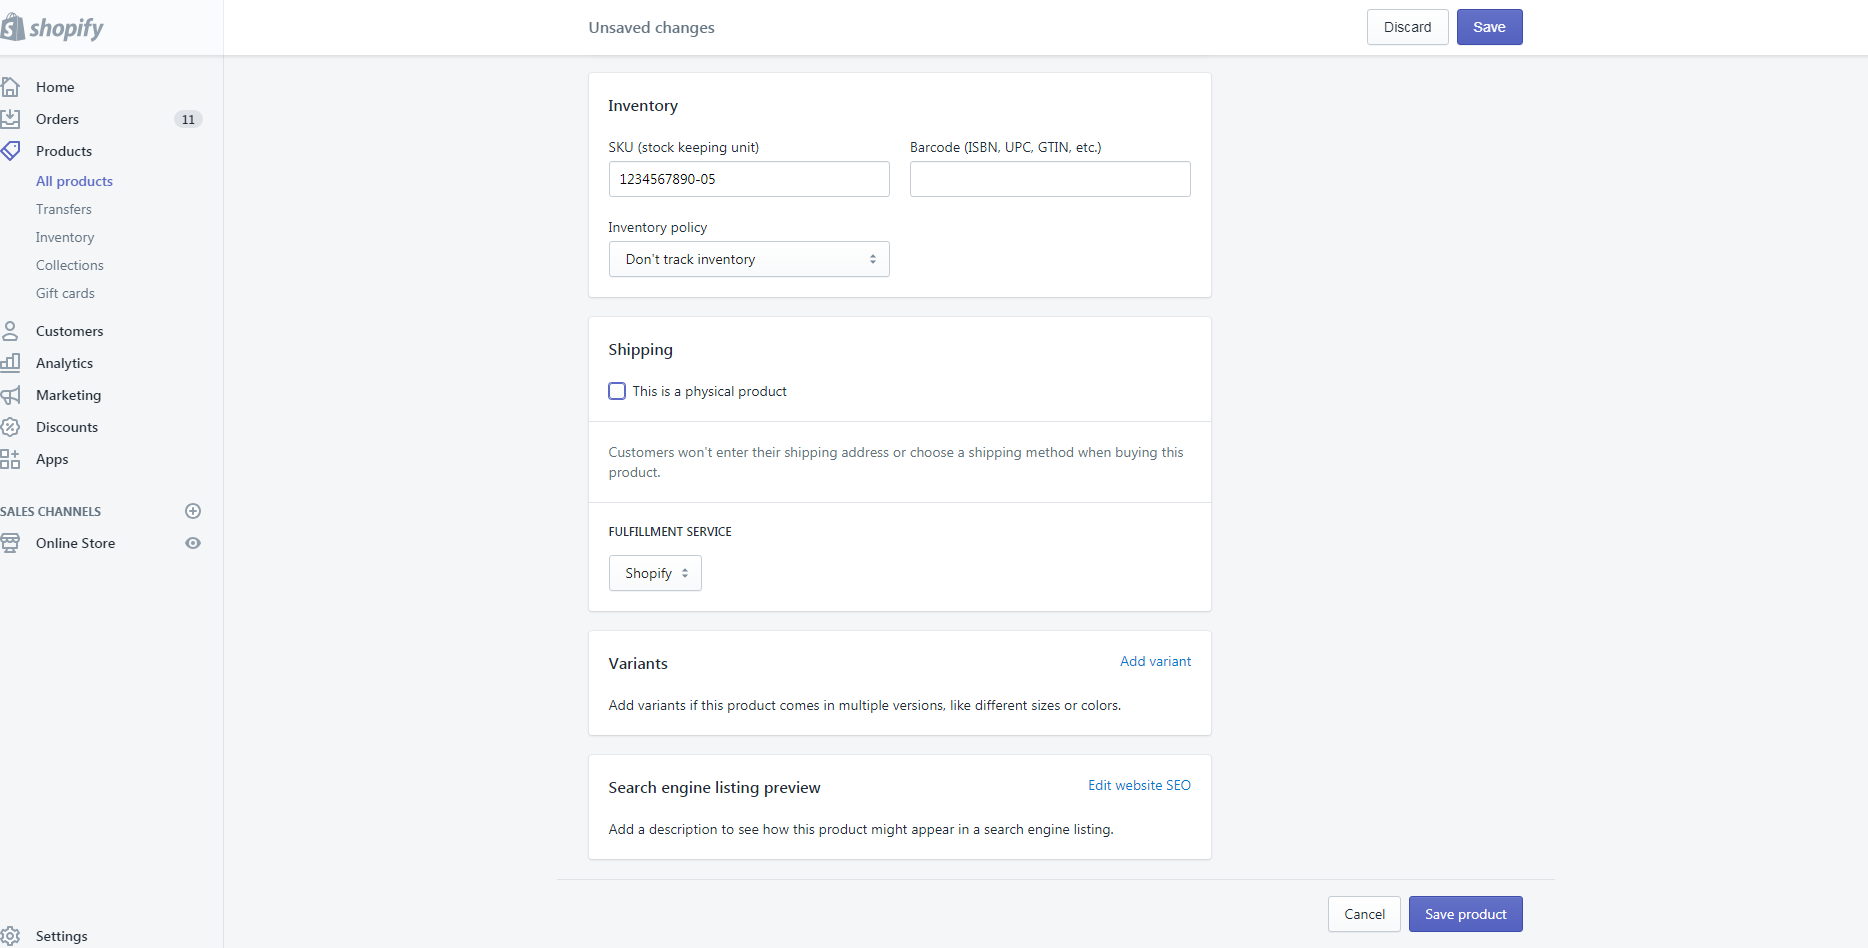 shopify
Unsaved changes
Discard
Save
Home
Orders
11
Products
All products
Transfers
Inventory
Collections
Gift cards
Customers
Analytics
Marketing
Discounts
Apps
SALES CHANNELS
Online Store
Settings
Inventory
SKU (stock keeping unit)
Barcode (ISBN, UPC, GTIN, etc.)
1234567890-05
Inventory policy
Don't track inventory
Shipping
This is a physical product
Customers won't enter their shipping address or choose a shipping method when buying this
product.
FULFILLMENT SERVICE
Shopify
Variants
Add variant
Add variants if this product comes in multiple versions, like different sizes or colors.
Search engine listing preview
Edit website SEO
Add a description to see how this product might appear in a search engine listing.
Cancel
Save product